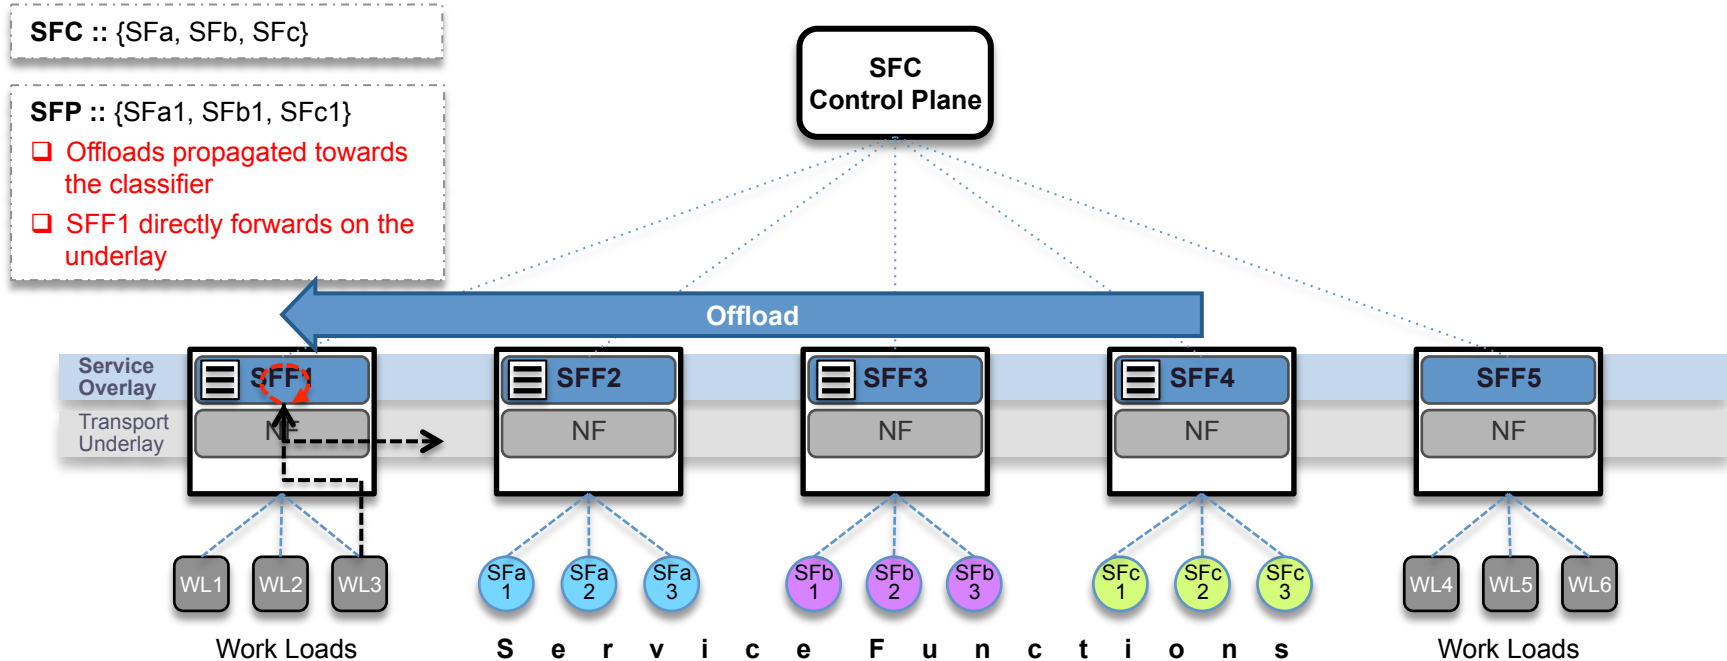 SFC :: {SFa, SFb, SFc}
SFP :: {SFa1, SFb1, SFc1}
Offloads propagated towards
the classifier
SFF1 directly forwards on the
underlay
SFC
Control Plane
Offload
Service
Overlay
SFF1
SFF2
SFF3
SFF4
SFF5
Transport
Underlay
NF
NF
NF
NF
NF
WL1
WL2
WL3
SFa
1
SFa
2
SFa
3
SFb
1
SFb
2
SFb
3
SFc
1
SFc
2
SFc
3
WL4
WL5
WL6
Work Loads
Service Functions
Work Loads